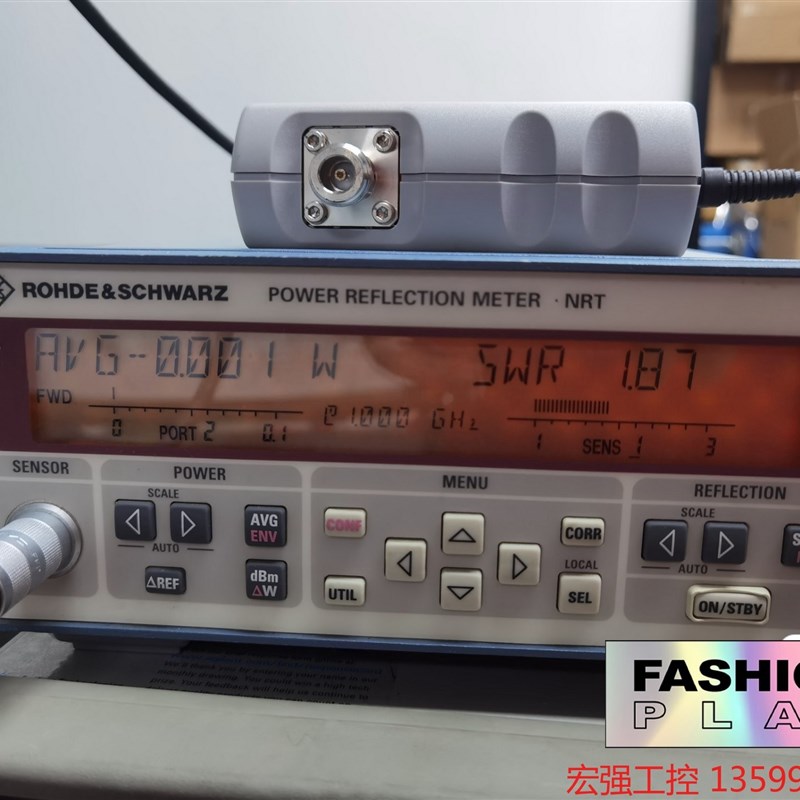 ROHDE&SCHWARZ POWER REFLECTION METER · NRT
AVG-0.001 W SWR 1.87
FWD
@ 1.000 GHz
0 PORT 2 0.1 1 SENS 1 3
SENSOR POWER MENU REFLECTION
SCALE SCALE
AVG
ENV
CONF CORR
AUTO AUTO
LOCAL
ΔREF
dBm
ΔW
UTIL SEL ON/STBY
FASHIO
PLA
宏强工控 13599